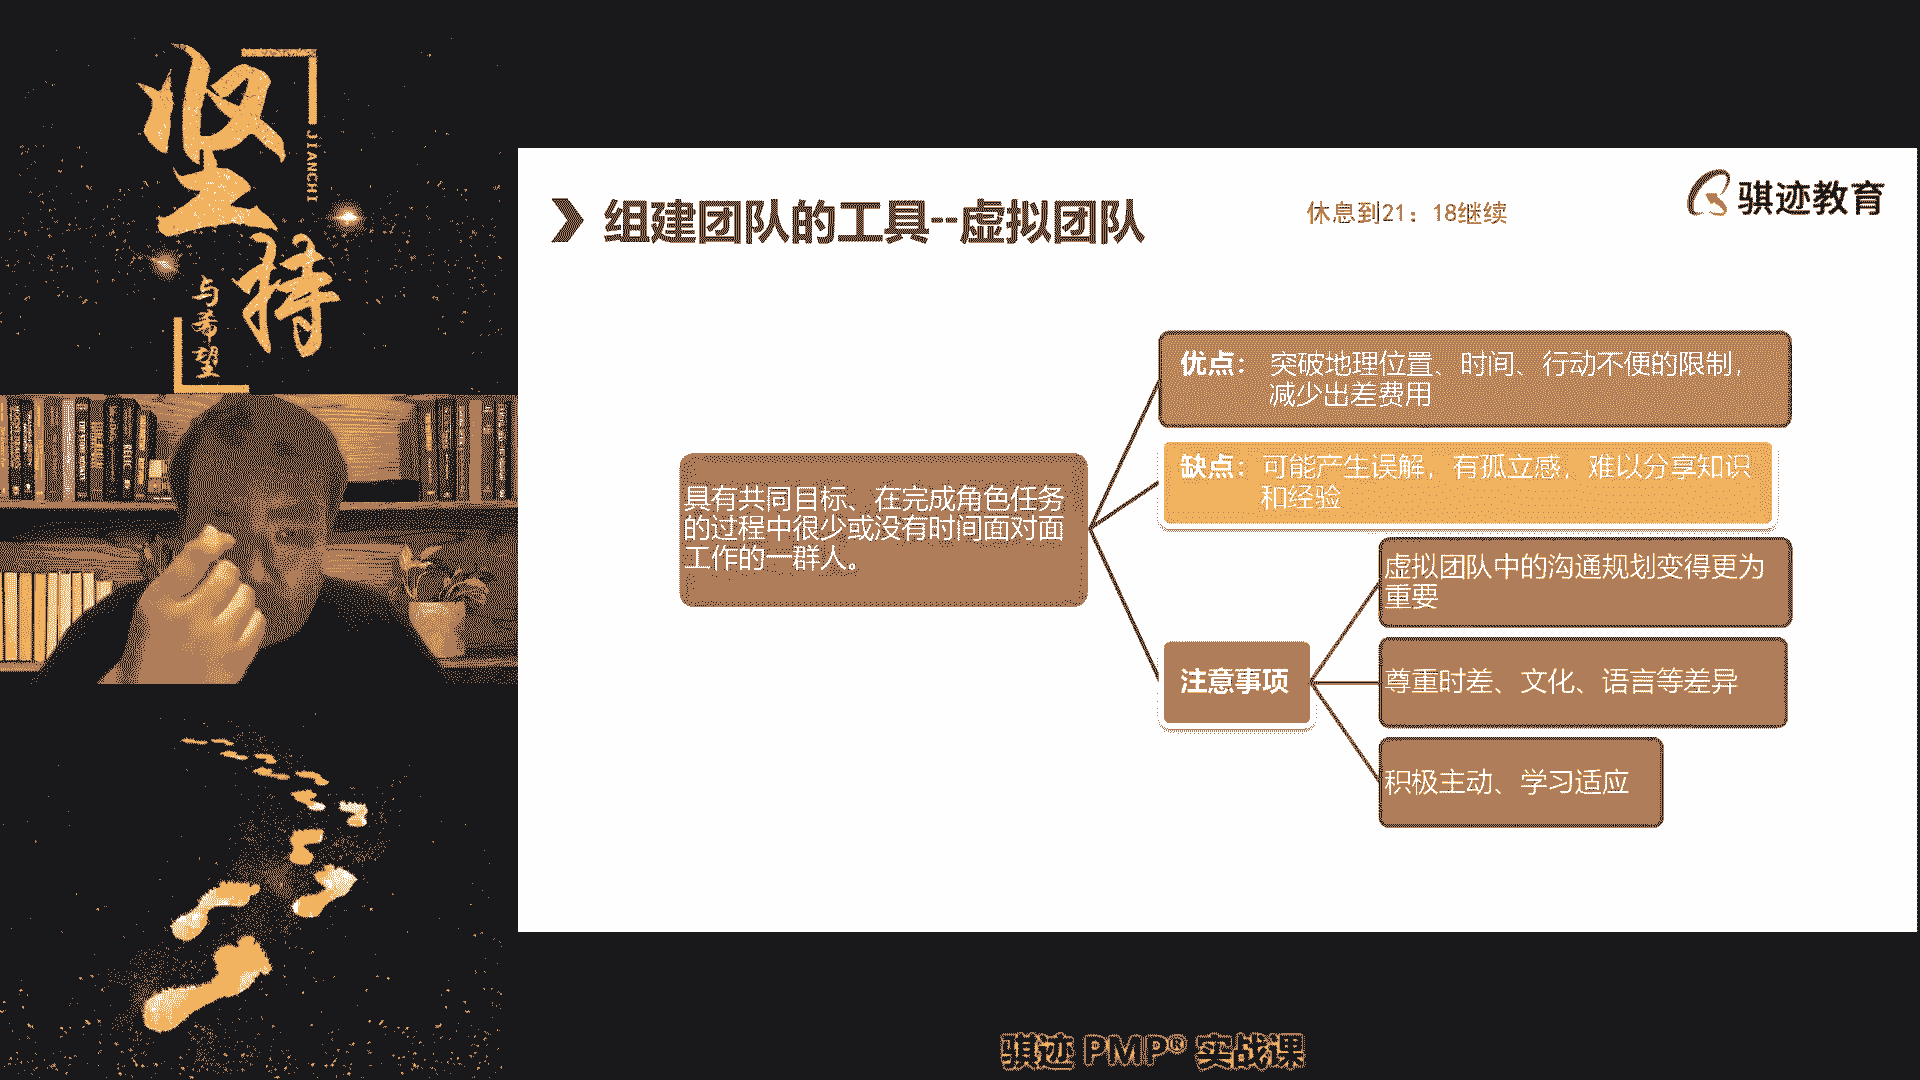 坚持
JIANCHI
与希望
组建团队的工具--虚拟团队
休息到21：18继续
骐迹教育
具有共同目标、在完成角色任务
的过程中很少或没有时间面对面
工作的一群人。
优点： 突破地理位置、时间、行动不便的限制，
减少出差费用
缺点： 可能产生误解，有孤立感，难以分享知识
和经验
注意事项
虚拟团队中的沟通规划变得更为
重要
尊重时差、文化、语言等差异
积极主动、学习适应
骐迹 PMP® 实战课